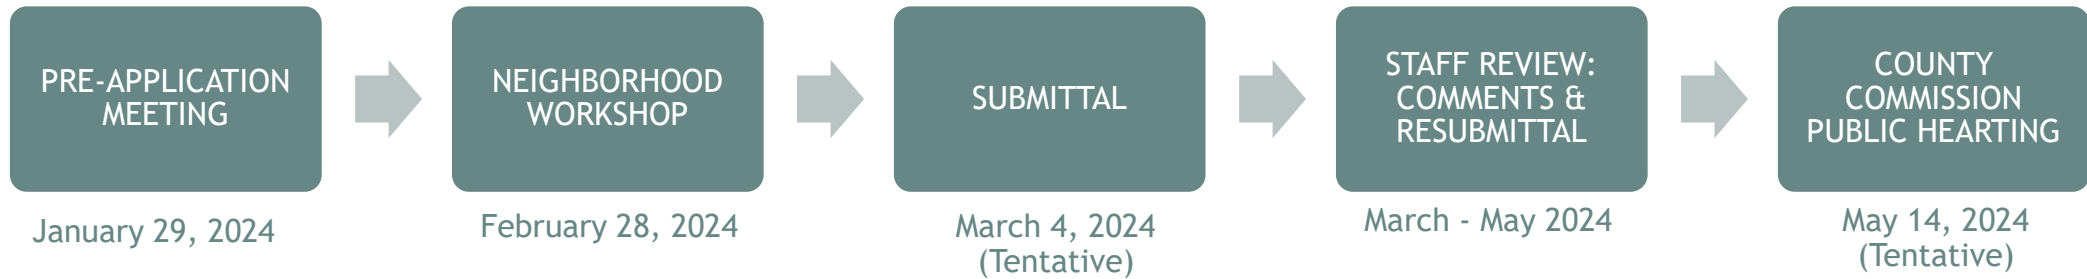 PRE-APPLICATION
MEETING
January 29, 2024
NEIGHBORHOOD
WORKSHOP
February 28, 2024
SUBMITTAL
March 4, 2024
(Tentative)
STAFF REVIEW:
COMMENTS &
RESUBMITTAL
March - May 2024
COUNTY
COMMISSION
PUBLIC HEARTING
May 14, 2024
(Tentative)